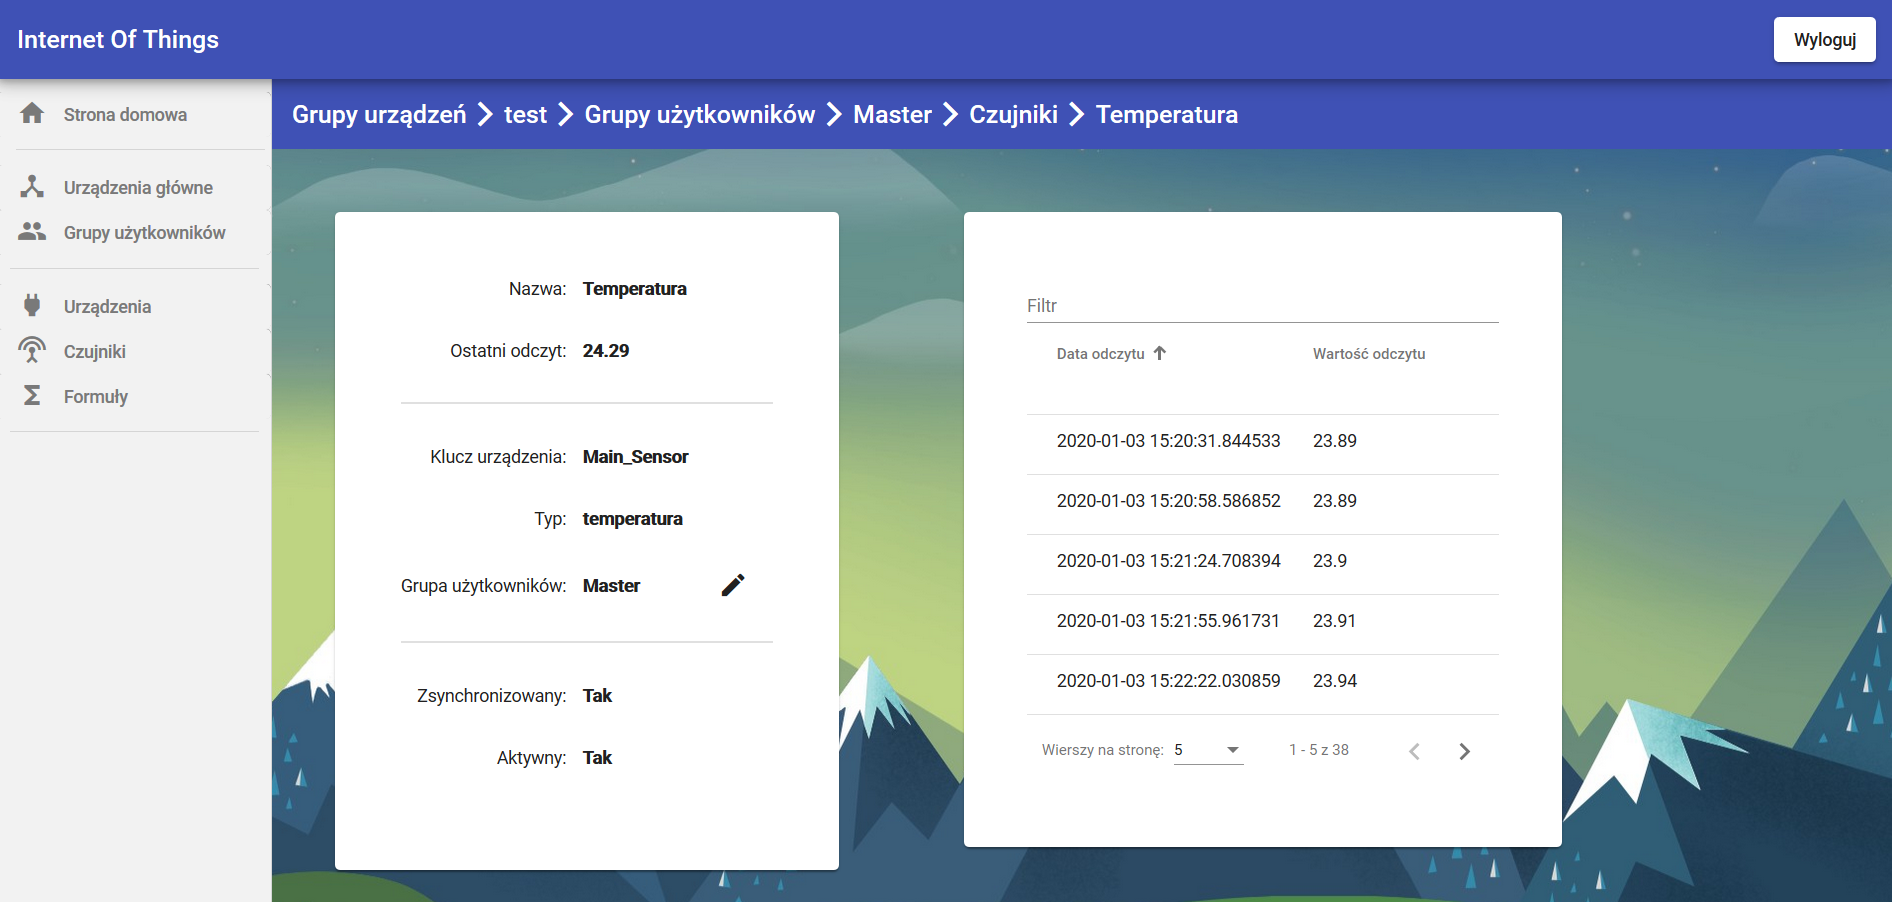 Internet Of Things
Wyloguj
Strona domowa
Urządzenia główne
Grupy użytkowników
Urządzenia
Czujniki
Formuły
Grupy urządzeń test Grupy użytkowników Master Czujniki Temperatura
Nazwa: Temperatura
Ostatni odczyt: 24.29
Klucz urządzenia: Main_Sensor
Typ: temperatura
Grupa użytkowników: Master
Zsynchronizowany: Tak
Aktywny: Tak
Filtr
Data odczytu Wartość odczytu
2020-01-03 15:20:31.844533 23.89
2020-01-03 15:20:58.586852 23.89
2020-01-03 15:21:24.708394 23.9
2020-01-03 15:21:55.961731 23.91
2020-01-03 15:22:22.030859 23.94
Wierszy na stronę: 5 1 - 5 z 38